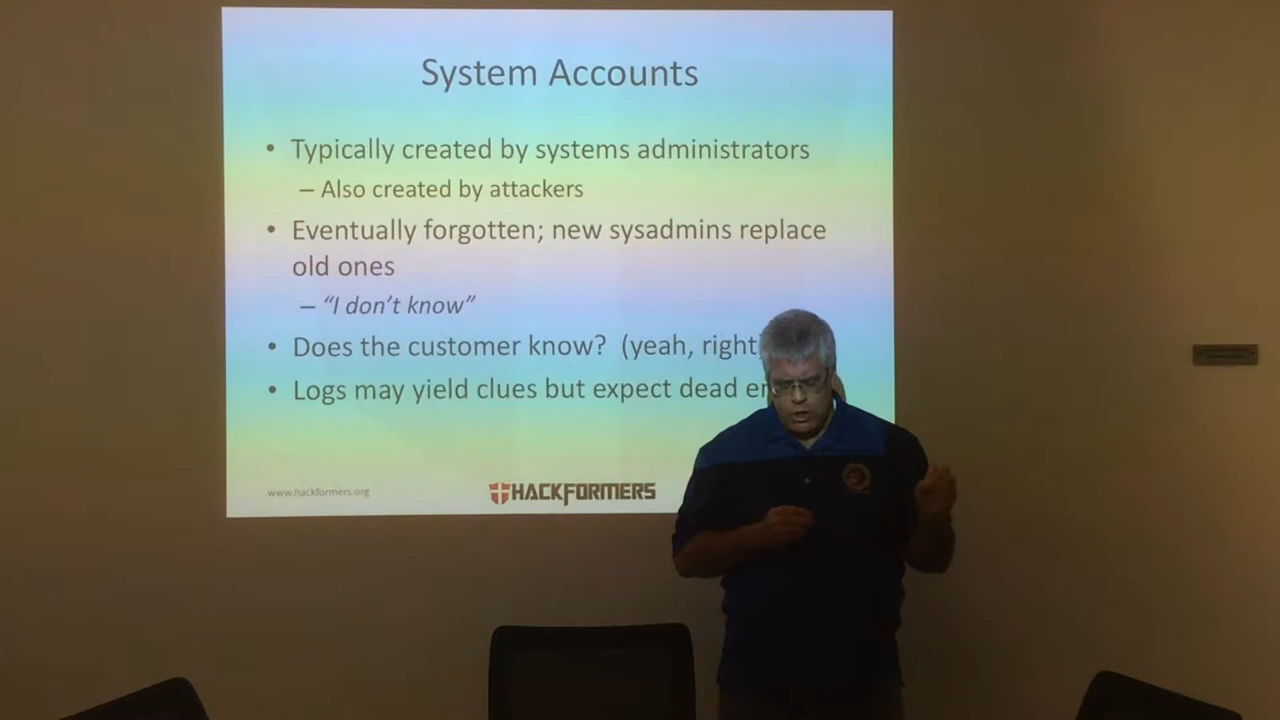 System Accounts
• Typically created by systems administrators
– Also created by attackers
• Eventually forgotten; new sysadmins replace
old ones
– “I don’t know”
• Does the customer know?  (yeah, right
• Logs may yield clues but expect dead
www.hackformers.org
HACKFORMERS